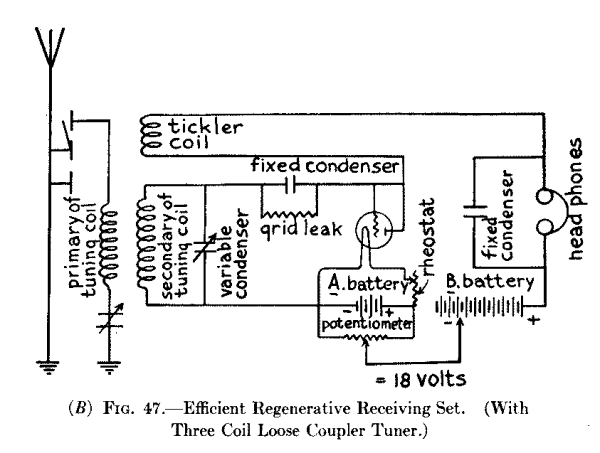 tickler
coil
fixed condenser
primary of
tuning coil
secondary of
tuning coil
variable
condenser
grid leak
rheostat
fixed
condenser
head phones
A. battery
-
- +
potentiometer
B. battery
-
- +
= 18 volts
(B) Fig. 47.—Efficient Regenerative Receiving Set. (With
Three Coil Loose Coupler Tuner.)